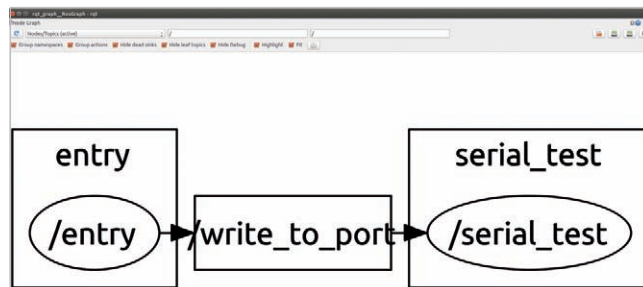 rqt_graph__RosGraph - rqt
Node Graph
Nodes/Topics (active) / /
Group namespaces Group actions Hide dead sinks Hide leaf topics Hide Debug Highlight Fit
entry
serial_test
/entry
/write_to_port
/serial_test